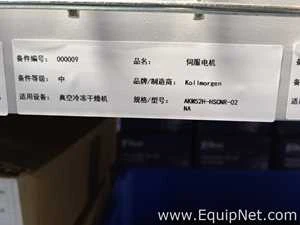 备件编号: 000009 品名: 伺服电机
备件等级: 中 品牌/制造商: Kollmorgen
适用设备: 真空冷冻干燥机 规格/型号: AKM52H-NSGNR-02
NA
www.EquipNet.com